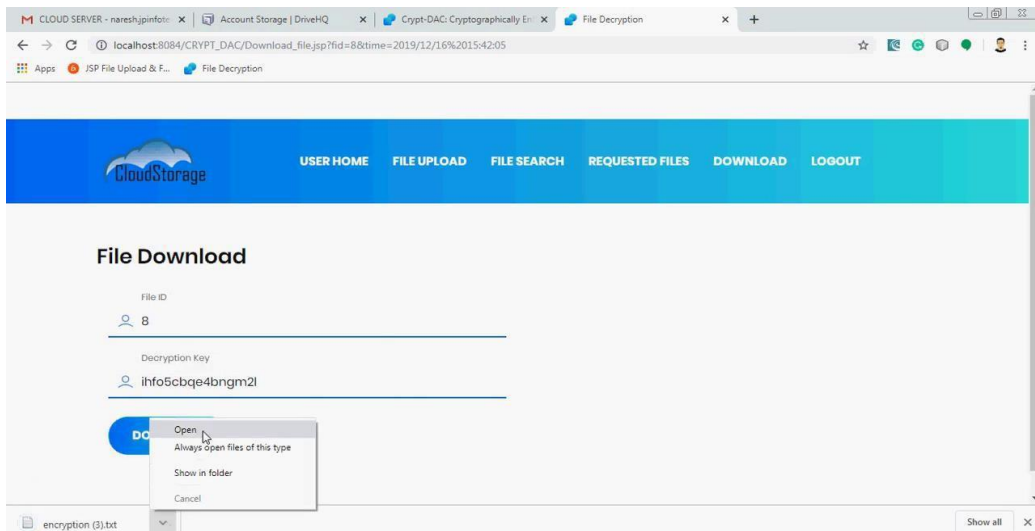 CLOUD SERVER - nareshjpinfote
Account Storage | DriveHQ
Crypt-DAC: Cryptographically En
File Decryption
localhost:8084/CRYPT_DAC/Download_file.jsp?fid=8&time=2019/12/16%2015:42:05
Apps
JSP File Upload & F...
File Decryption
CloudStorage
USER HOME
FILE UPLOAD
FILE SEARCH
REQUESTED FILES
DOWNLOAD
LOGOUT
File Download
File ID
8
Decryption Key
ihfo5cbqe4bngm2l
DO
Open
Always open files of this type
Show in folder
Cancel
encryption (3).txt
Show all